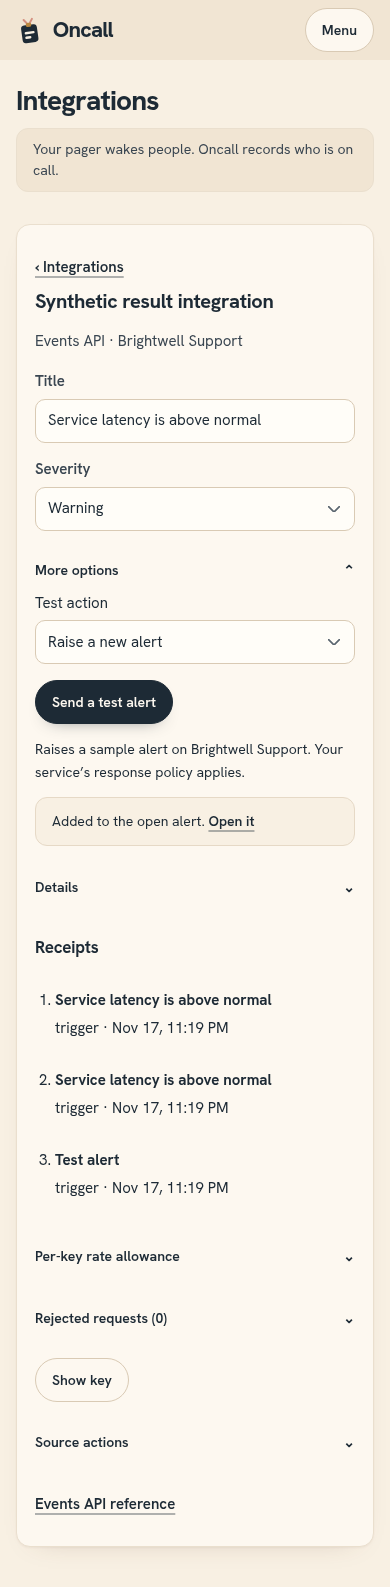 Oncall
Menu
Integrations
Your pager wakes people. Oncall records who is on
call.
‹ Integrations
Synthetic result integration
Events API · Brightwell Support
Title
Service latency is above normal
Severity
Warning
More options
Test action
Raise a new alert
Send a test alert
Raises a sample alert on Brightwell Support. Your
service’s response policy applies.
Added to the open alert. Open it
Details
Receipts
1. Service latency is above normal
trigger · Nov 17, 11:19 PM
2. Service latency is above normal
trigger · Nov 17, 11:19 PM
3. Test alert
trigger · Nov 17, 11:19 PM
Per-key rate allowance
Rejected requests (0)
Show key
Source actions
Events API reference